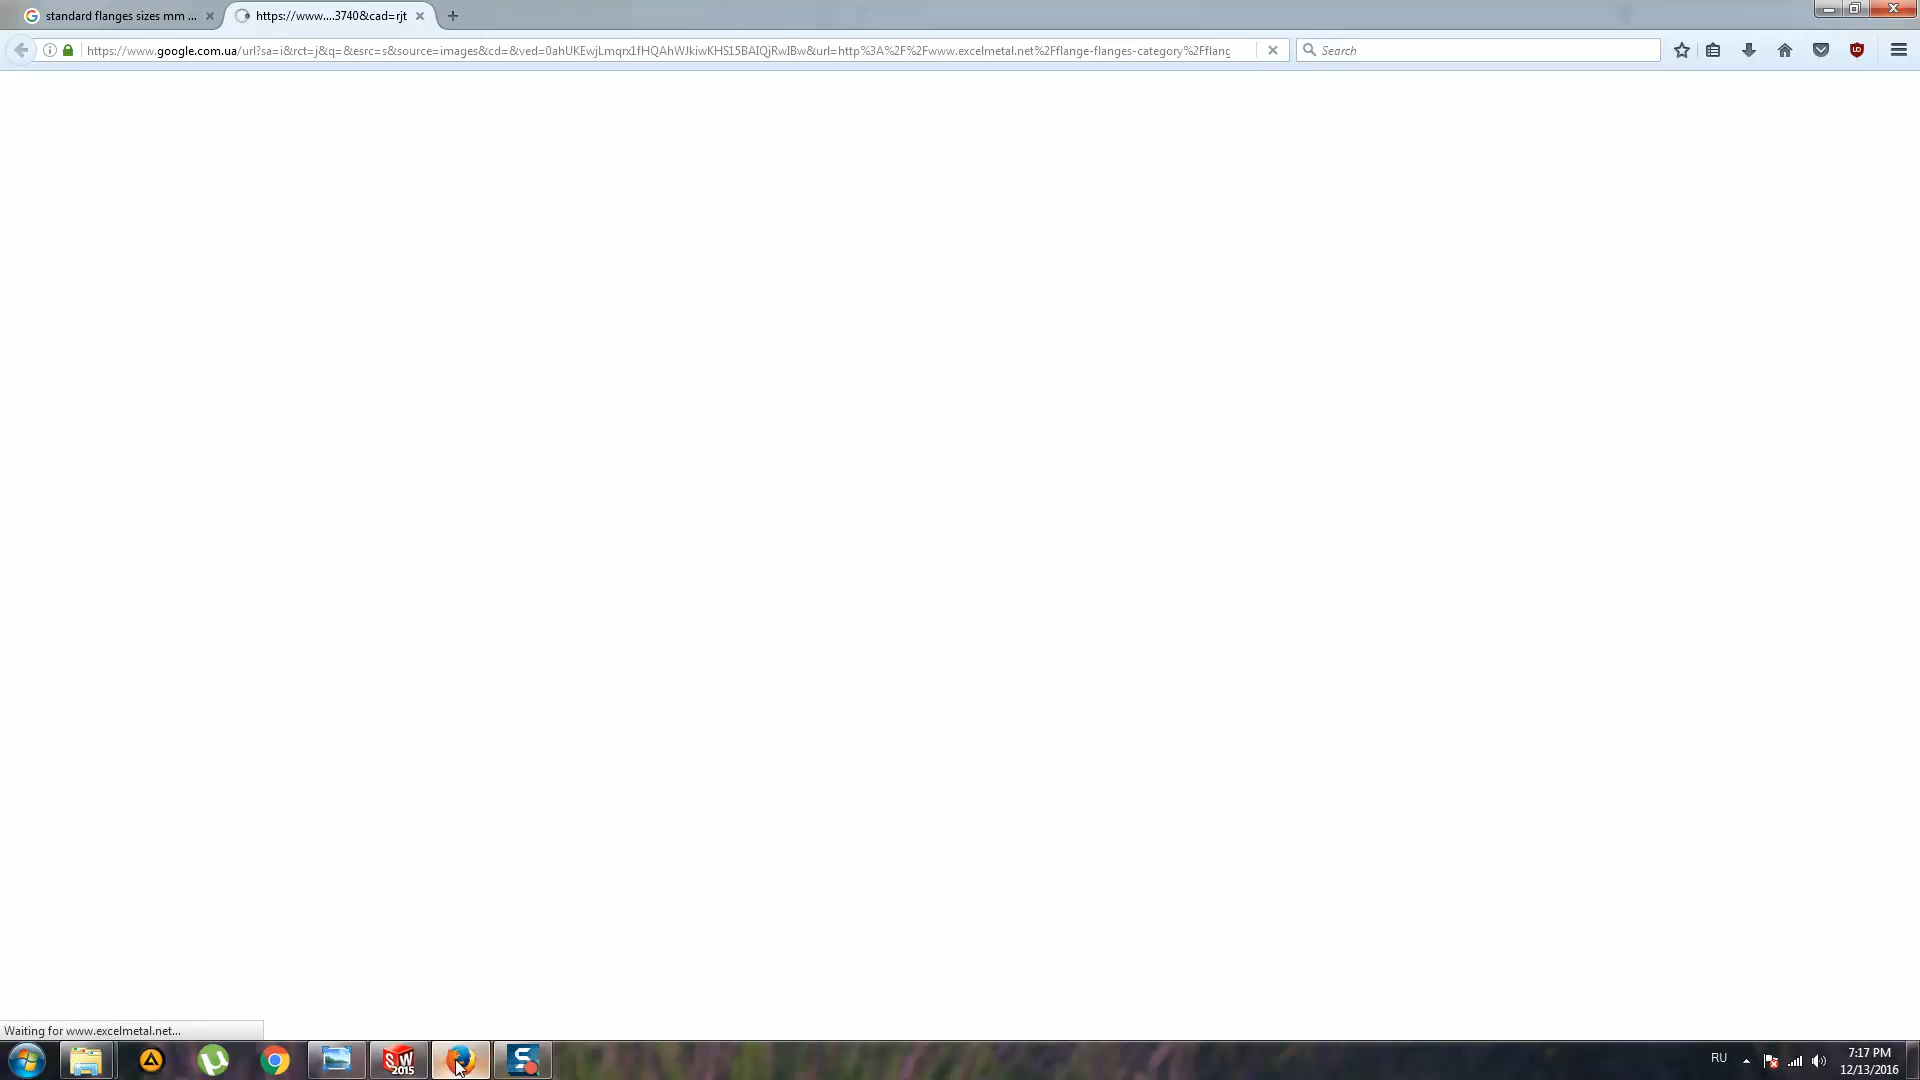 standard flanges sizes mm ...
https://www....3740&cad=rjt
https://www.google.com.ua/url?sa=i&rct=j&q=&esrc=s&source=images&cd=&ved=0ahUKEwjLmqrx1fHQAhWJkiwKHS15BAIQjRwIBw&url=http%3A%2F%2Fwww.excelmetal.net%2Fflange-flanges-category%2Fflang
Search
Waiting for www.excelmetal.net...
SW
2015
S
RU
7:17 PM
12/13/2016